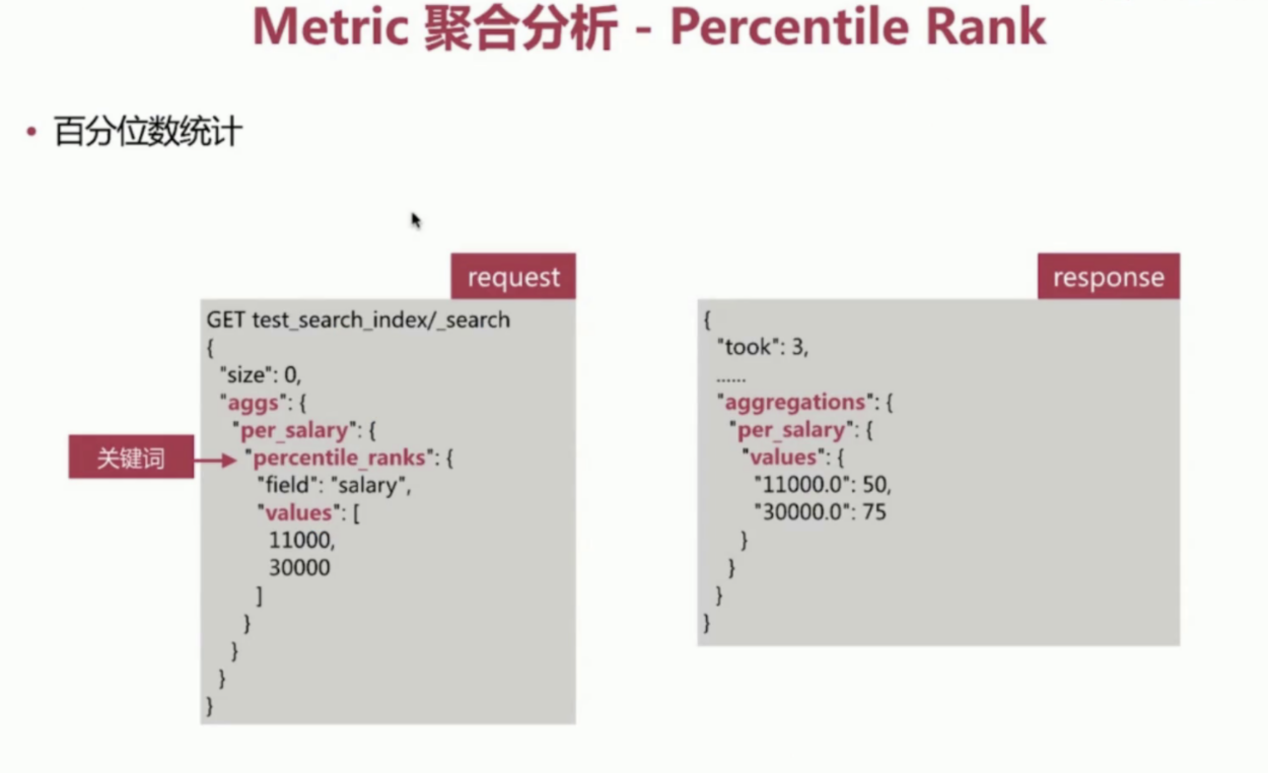 Metric 聚合分析 - Percentile Rank
• 百分位数统计
request
GET test_search_index/_search
{
"size": 0,
"aggs": {
"per_salary": {
关键词
"percentile_ranks": {
"field": "salary",
"values": [
11000,
30000
]
}
}
}
}
response
{
"took": 3,
......
"aggregations": {
"per_salary": {
"values": {
"11000.0": 50,
"30000.0": 75
}
}
}
}